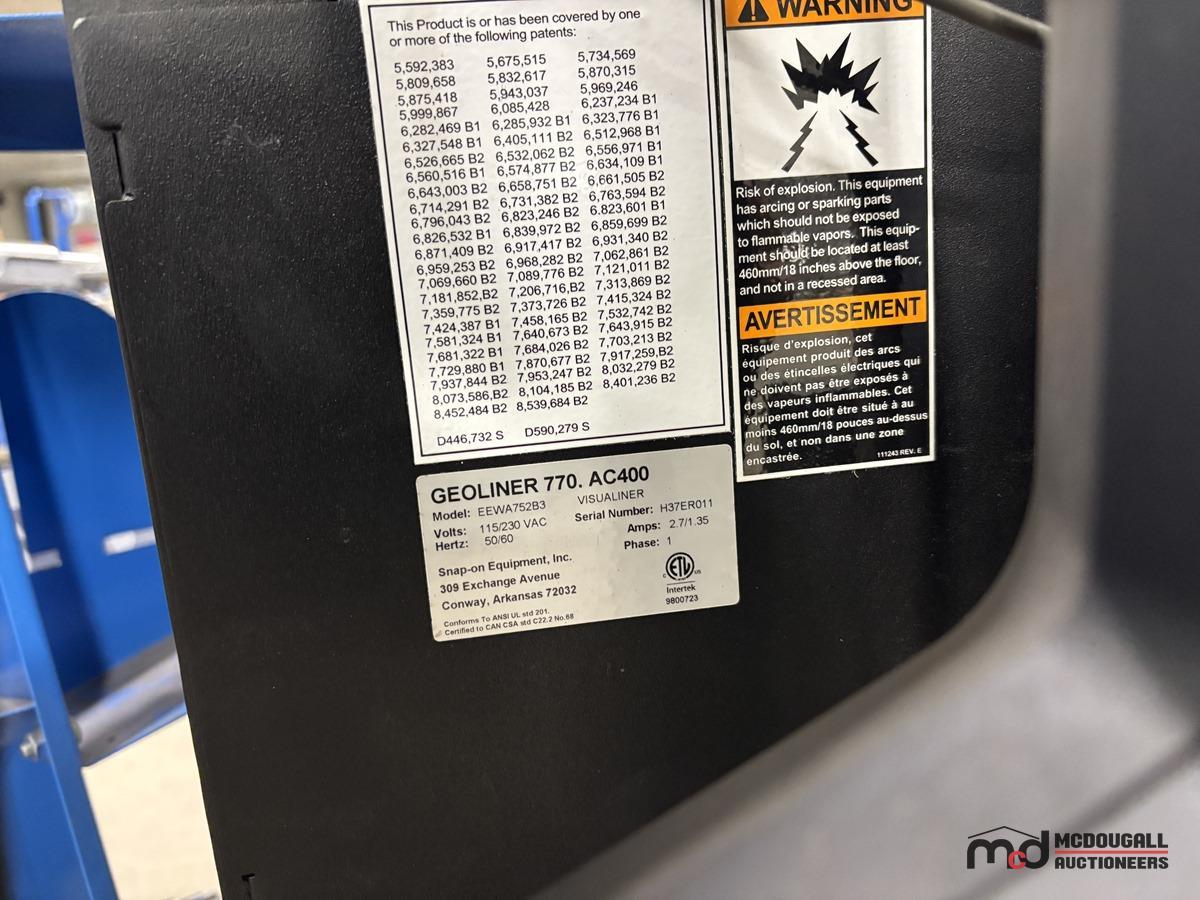 This Product is or has been covered by one
or more of the following patents:
5,592,383 5,675,515 5,734,569
5,809,658 5,832,617 5,870,315
5,875,418 5,943,037 5,969,246
5,999,867 6,085,428 6,237,234 B1
6,282,469 B1 6,285,932 B1 6,323,776 B1
6,327,548 B1 6,405,111 B2 6,512,968 B1
6,526,665 B2 6,532,062 B2 6,556,971 B1
6,560,516 B1 6,574,877 B2 6,634,109 B1
6,643,003 B2 6,658,751 B2 6,661,505 B2
6,714,291 B2 6,731,382 B2 6,763,594 B2
6,796,043 B2 6,823,246 B2 6.823,601 B1
6,826,532 B1 6,839,972 B2 6,859,699 B2
6,871,409 B2 6,917,417 B2 6,931,340 B2
6,959,253 B2 6,968,282 B2 7,062,861 B2
7,069,660 B2 7,089,776 B2 7,121,011 B2
7,181,852,B2 7,206,716,B2 7,313,869 B2
7,359,775 B2 7,373,726 B2 7,415,324 B2
7,424,387 B1 7,458,165 B2 7,532,742 B2
7,581,324 B1 7,640,673 B2 7,643,915 B2
7,681,322 B1 7,684,026 B2 7,703,213 B2
7,729,880 B1 7,870,677 B2 7,917,259,B2
7,937,844 B2 7,953,247 B2 8,032,279 B2
8,073,586,B2 8,104,185 B2 8,401,236 B2
8,452,484 B2 8,539,684 B2
D446,732 S D590,279 S
WARNING
Risk of explosion. This equipment
has arcing or sparking parts
which should not be exposed
to flammable vapors. This equip-
ment should be located at least
460mm/18 inches above the floor,
and not in a recessed area.
AVERTISSEMENT
Risque d'explosion, cet
équipement produit des arcs
ou des étincelles électriques qui
ne doivent pas être exposés à
des vapeurs inflammables. Cet
équipement doit être situé à au
moins 460mm/18 pouces au-dessus
du sol, et non dans une zone
encastrée.
111243 REV. E
GEOLINER 770. AC400
Model: EEWA752B3 VISUALINER
Volts: 115/230 VAC Serial Number: H37ER011
Hertz: 50/60 Amps: 2.7/1.35
Phase: 1
Snap-on Equipment, Inc.
309 Exchange Avenue
Conway, Arkansas 72032
Conforms To ANSI UL std 201.
Certified to CAN CSA std C22.2 No.68
C ETL US
Intertek
9800723
mcd MCDOUGALL
AUCTIONEERS